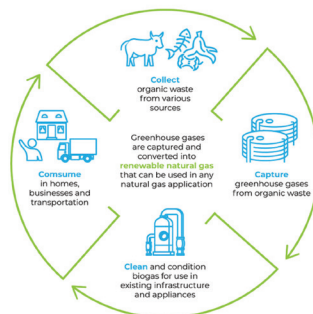 Collect
organic waste
from various
sources
Greenhouse gases
are captured and
converted into
renewable natural gas
that can be used in any
natural gas application
Comsume
in homes,
businesses and
transportation
Capture
greenhouse gases
from organic waste
Clean and condition
biogas for use in
existing infrastructure
and appliances